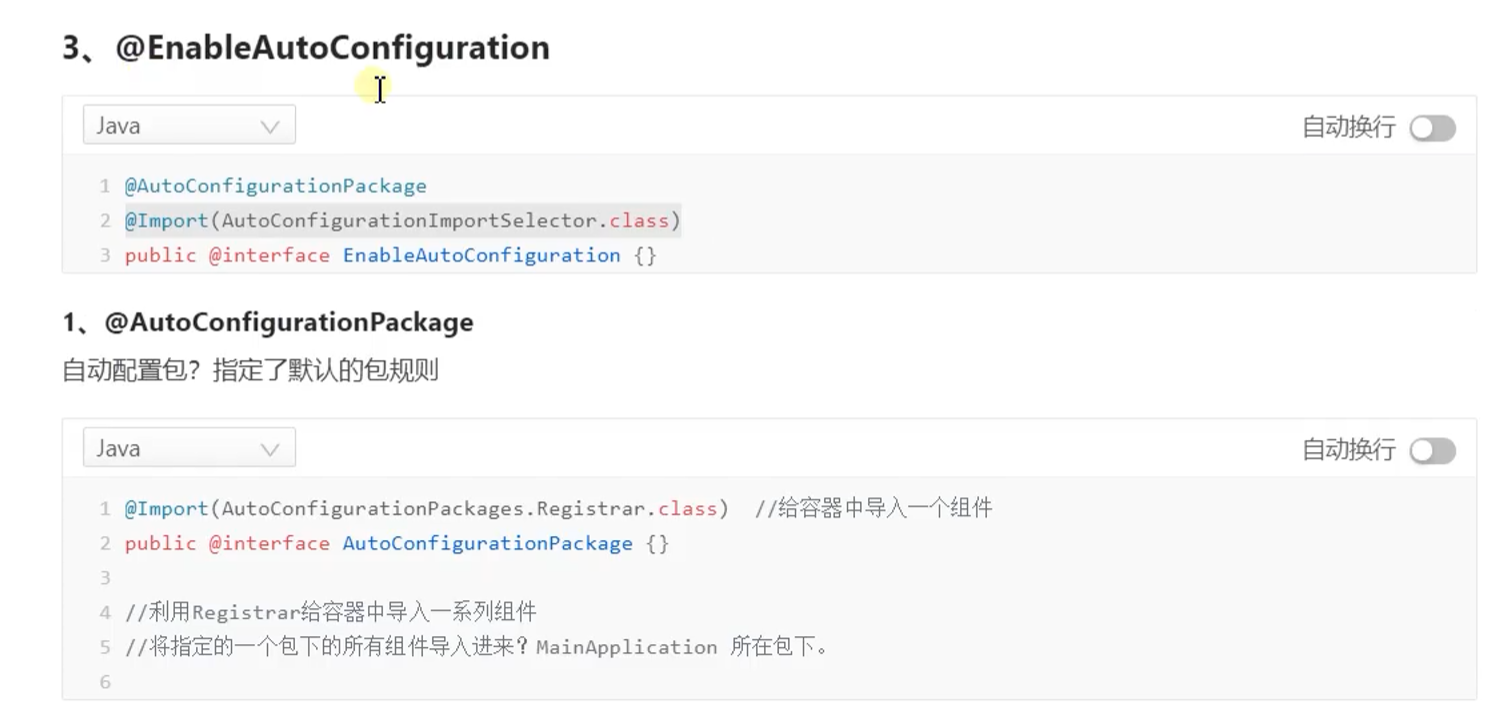 3、@EnableAutoConfiguration
Java
自动换行
1 @AutoConfigurationPackage
2 @Import(AutoConfigurationImportSelector.class)
3 public @interface EnableAutoConfiguration {}
1、@AutoConfigurationPackage
自动配置包？指定了默认的包规则
Java
自动换行
1 @Import(AutoConfigurationPackages.Registrar.class)  //给容器中导入一个组件
2 public @interface AutoConfigurationPackage {}
3
4 //利用Registrar给容器中导入一系列组件
5 //将指定的一个包下的所有组件导入进来？MainApplication 所在包下。
6